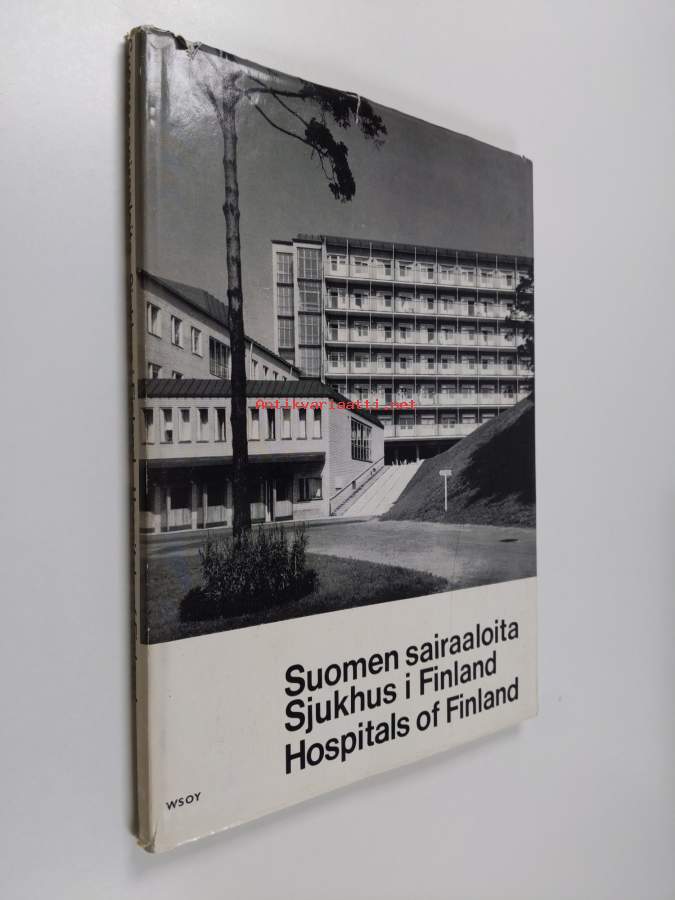 Antikvariaatti.net
Suomen sairaaloita
Sjukhus i Finland
Hospitals of Finland
WSOY